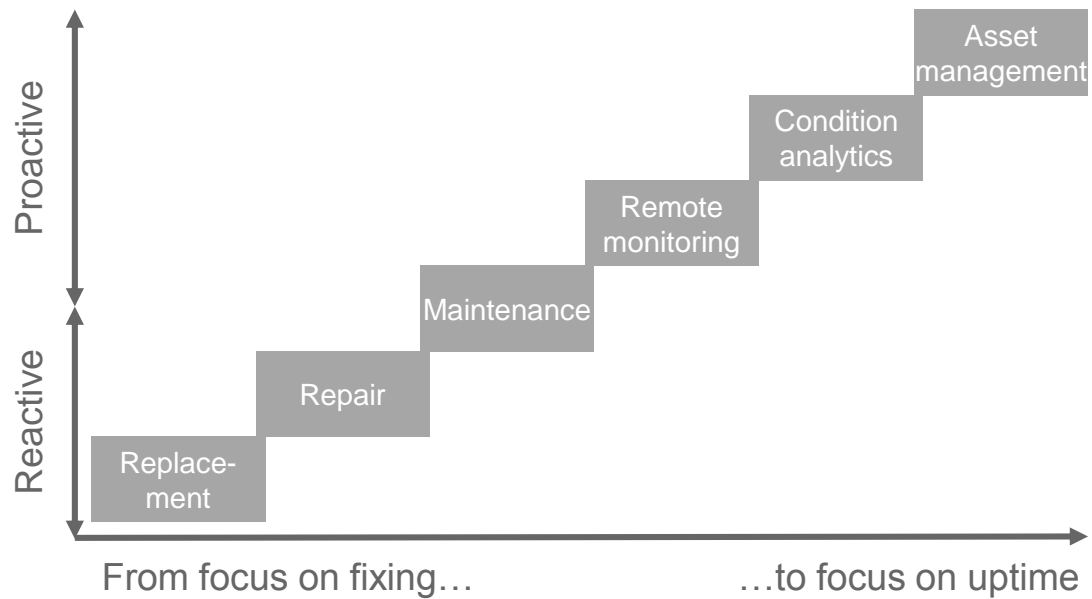 Proactive
Reactive
Asset
management
Condition
analytics
Remote
monitoring
Maintenance
Repair
Replace-
ment
From focus on fixing…
…to focus on uptime